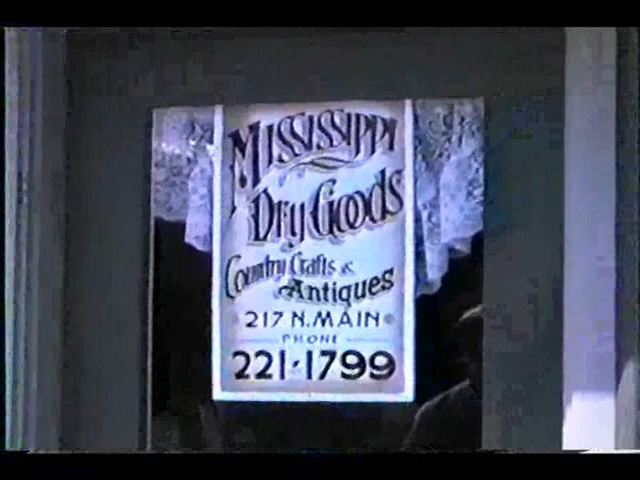 Mississippi
Dry Goods
Country Crafts &
Antiques
217 N. MAIN
PHONE
221-1799